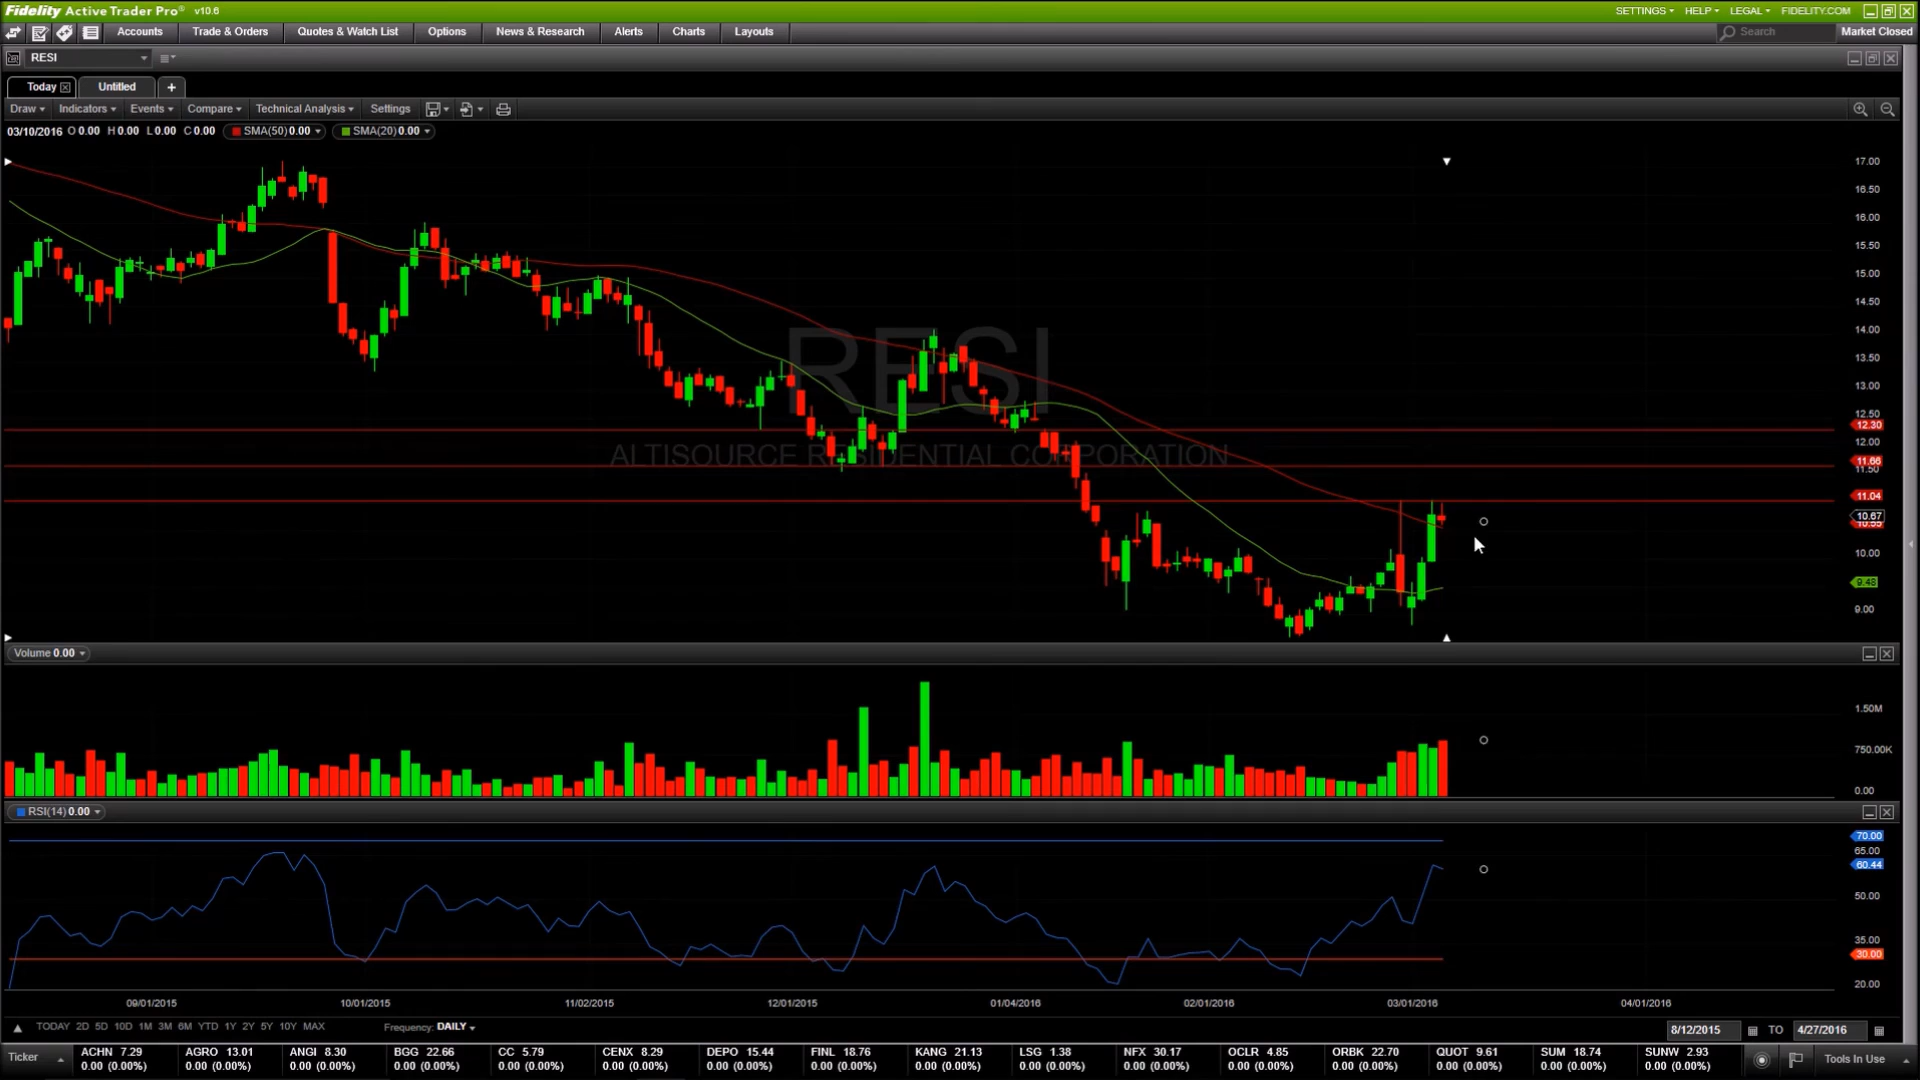 Fidelity Active Trader Pro® v10.6 SETTINGS HELP LEGAL FIDELITY.COM
Accounts Trade & Orders Quotes & Watch List Options News & Research Alerts Charts Layouts Search Market Closed
RESI
Today Untitled +
Draw Indicators Events Compare Technical Analysis Settings
03/10/2016 O 0.00 H 0.00 L 0.00 C 0.00 SMA(50) 0.00 SMA(20) 0.00
17.00
16.50
16.00
15.50
15.00
14.50
14.00
13.50
13.00
12.50
12.30
12.00
11.66
11.50
11.04
10.67
10.00
9.48
9.00
RESI
ALTISOURCE RESIDENTIAL CORPORATION
Volume 0.00
1.50M
750.00K
0.00
RSI(14) 0.00
70.00
65.00
60.44
50.00
35.00
30.00
20.00
09/01/2015 10/01/2015 11/02/2015 12/01/2015 01/04/2016 02/01/2016 03/01/2016 04/01/2016
TODAY 2D 5D 10D 1M 3M 6M YTD 1Y 2Y 5Y 10Y MAX Frequency: DAILY 8/12/2015 TO 4/27/2016
Ticker ACHN 7.29 AGRO 13.01 ANGI 8.30 BGG 22.66 CC 5.79 CENX 8.29 DEPO 15.44 FINL 18.76 KANG 21.13 LSG 1.38 NFX 30.17 OCLR 4.85 ORBK 22.70 QUOT 9.61 SUM 18.74 SUNW 2.93 Tools In Use
0.00 (0.00%) 0.00 (0.00%) 0.00 (0.00%) 0.00 (0.00%) 0.00 (0.00%) 0.00 (0.00%) 0.00 (0.00%) 0.00 (0.00%) 0.00 (0.00%) 0.00 (0.00%) 0.00 (0.00%) 0.00 (0.00%) 0.00 (0.00%) 0.00 (0.00%) 0.00 (0.00%) 0.00 (0.00%)